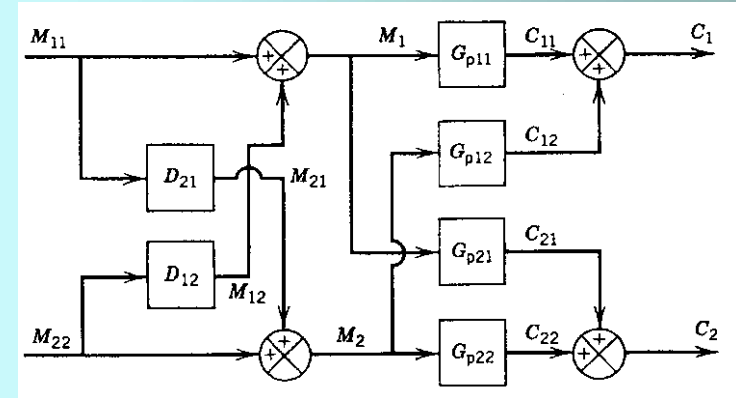 M11
M1
Gp11
C11
C1
+
+
+
+
D21
M21
Gp12
C12
D12
M12
Gp21
C21
M22
M2
Gp22
C22
C2
+
+
+
+